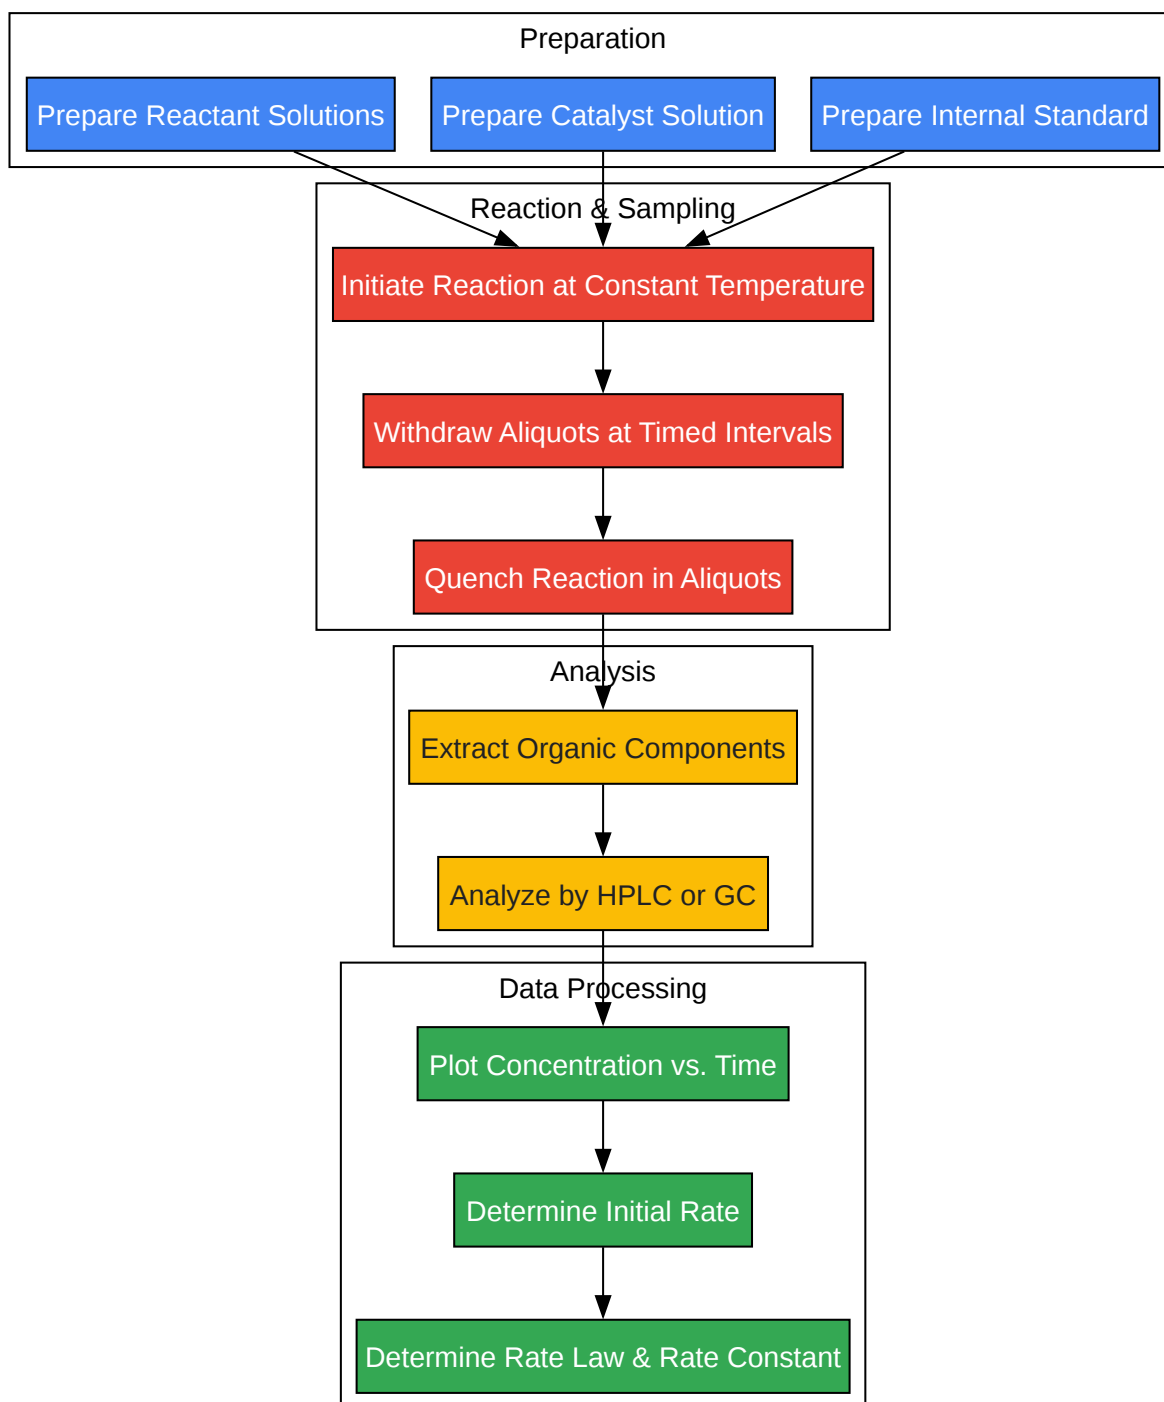 Preparation
Prepare Reactant Solutions
Prepare Catalyst Solution
Prepare Internal Standard
Reaction & Sampling
Initiate Reaction at Constant Temperature
Withdraw Aliquots at Timed Intervals
Quench Reaction in Aliquots
Analysis
Extract Organic Components
Analyze by HPLC or GC
Data Processing
Plot Concentration vs. Time
Determine Initial Rate
Determine Rate Law & Rate Constant